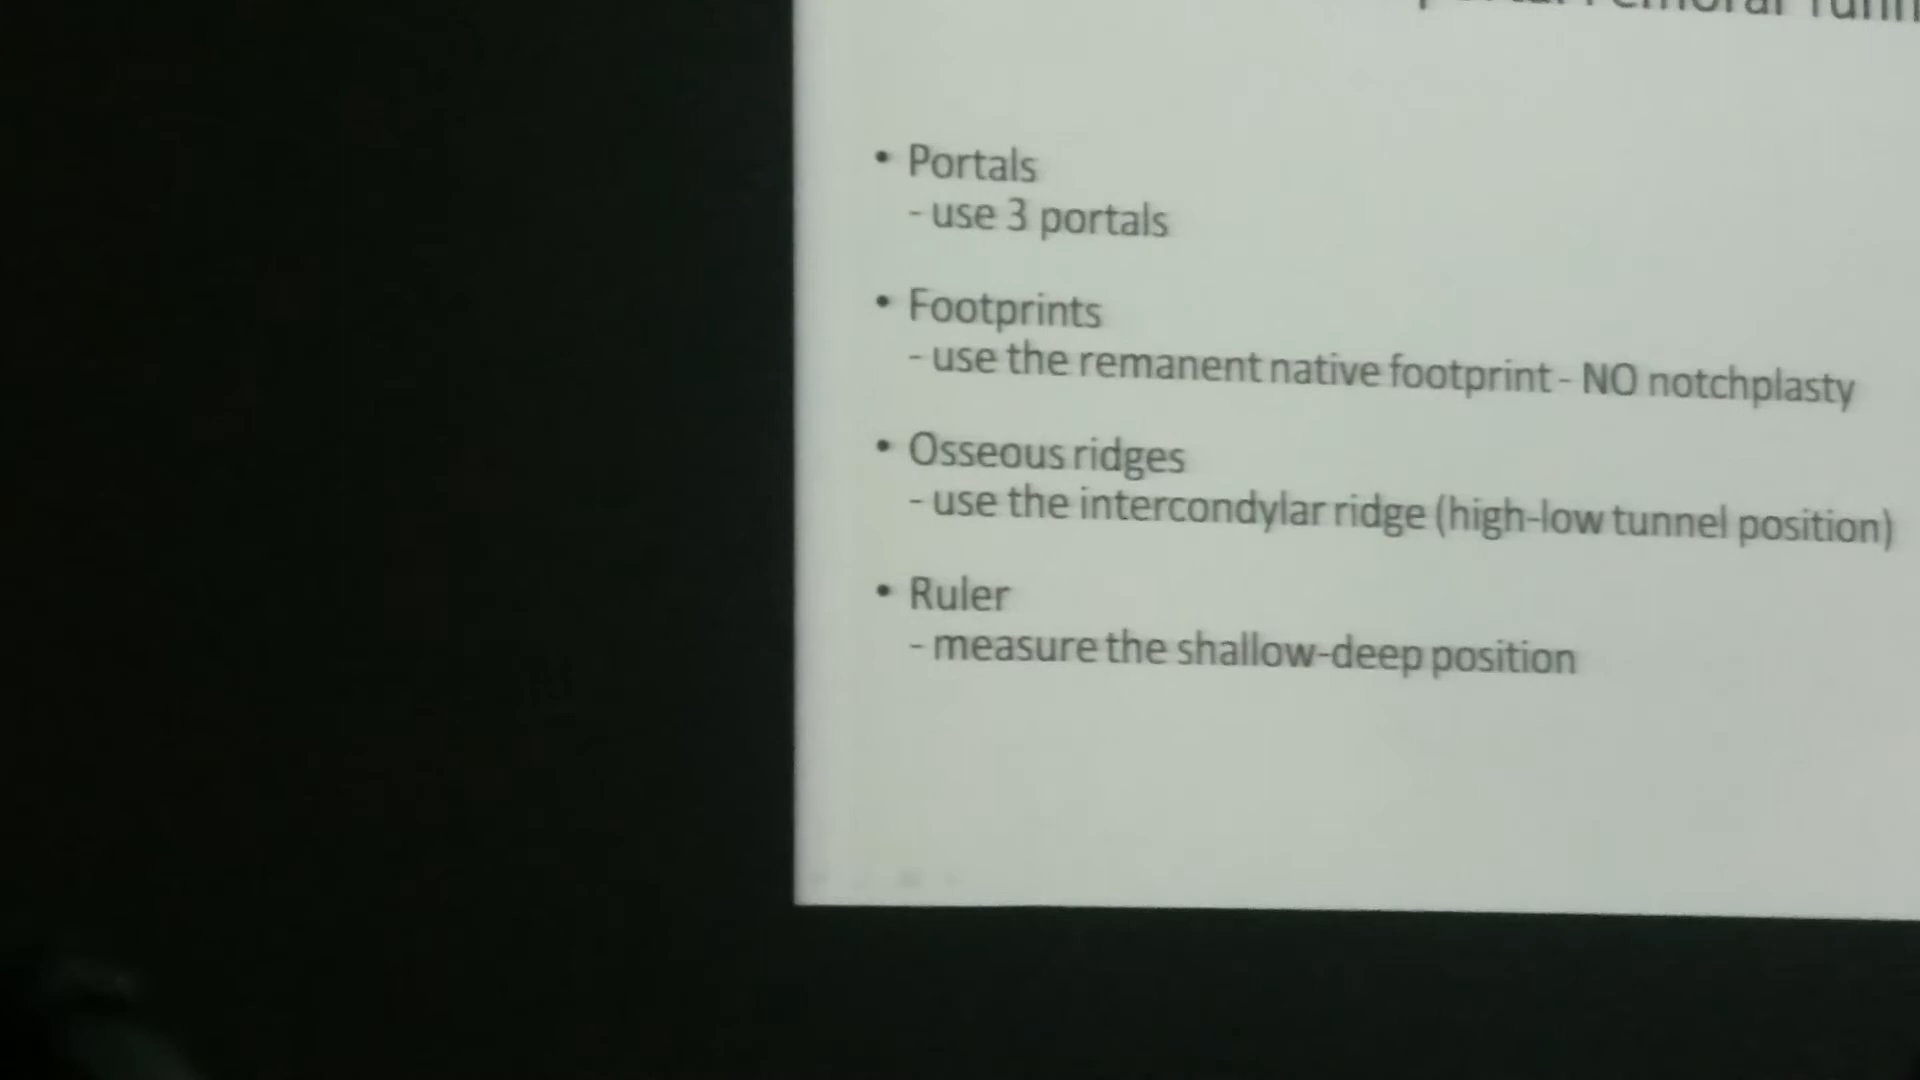 Femoral
• Portals
- use 3 portals
• Footprints
- use the remanent native footprint - NO notchplasty
• Osseous ridges
- use the intercondylar ridge (high-low tunnel position)
• Ruler
- measure the shallow-deep position